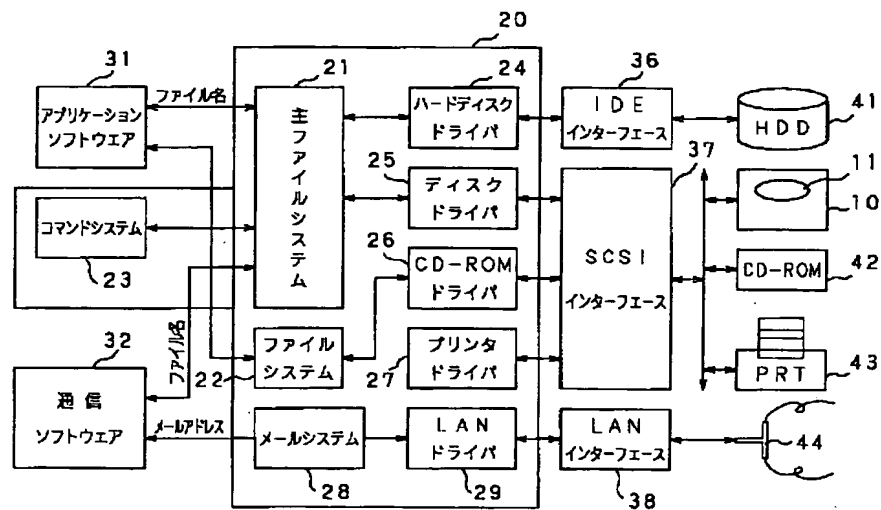 20
31
21
24
36
アプリケーション
ソフトウェア
ファイル名
主ファイルシステム
ハードディスク
ドライバ
IDE
インターフェース
HDD
41
25
37
ディスク
ドライバ
11
10
コマンドシステム
23
26
CD-ROM
ドライバ
SCSI
インターフェース
CD-ROM
42
32
ファイル名
ファイル
システム
22
プリンタ
ドライバ
27
PRT
43
通信
ソフトウェア
メールアドレス
メールシステム
LAN
ドライバ
LAN
インターフェース
44
28
29
38